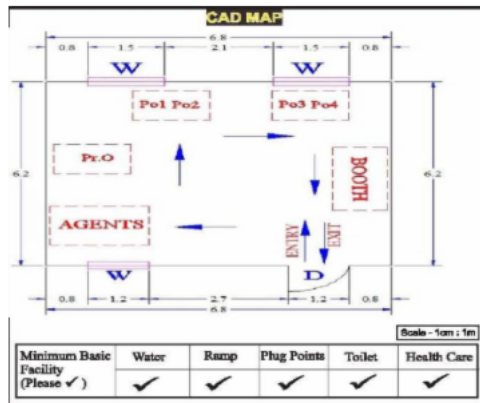 CAD MAP
6.8
0.8 1.5 2.1 1.5 0.8
W W
Po1 Po2 Po3 Po4
Pr.O
BOOTH
6.2 6.2
AGENTS
ENTRY EXIT
W D
0.8 1.2 2.7 1.2 0.8
6.8
Scale - 1cm : 1m
Minimum Basic Facility (Please ✓) Water Ramp Plug Points Toilet Health Care
✓ ✓ ✓ ✓ ✓